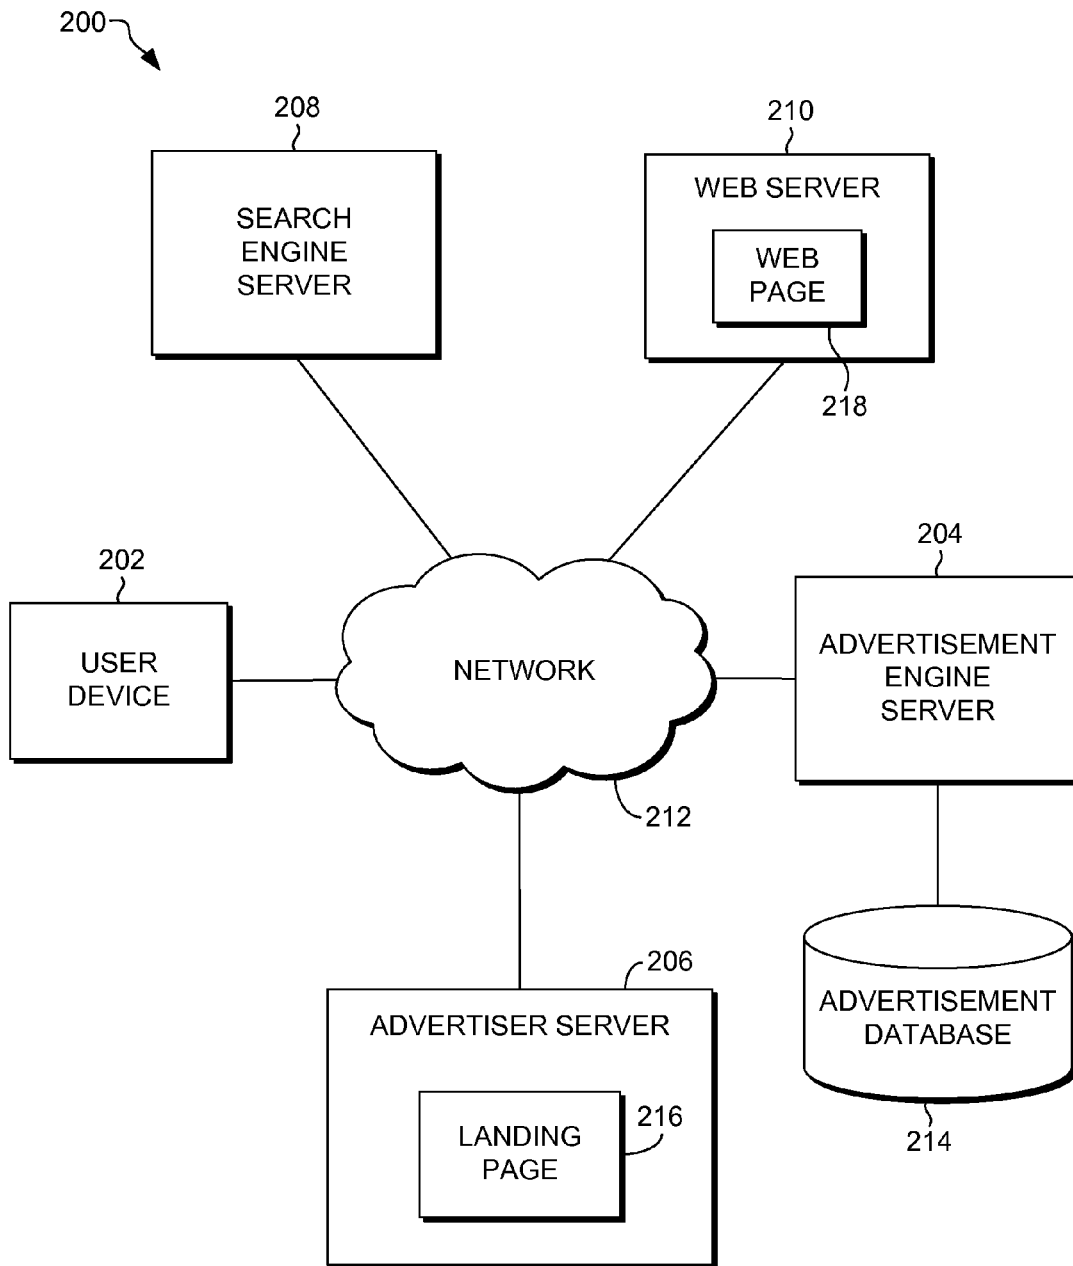 200
208
SEARCH
ENGINE
SERVER
210
WEB SERVER
WEB
PAGE
218
202
USER
DEVICE
NETWORK
212
204
ADVERTISEMENT
ENGINE
SERVER
206
ADVERTISER SERVER
LANDING
PAGE
216
ADVERTISEMENT
DATABASE
214